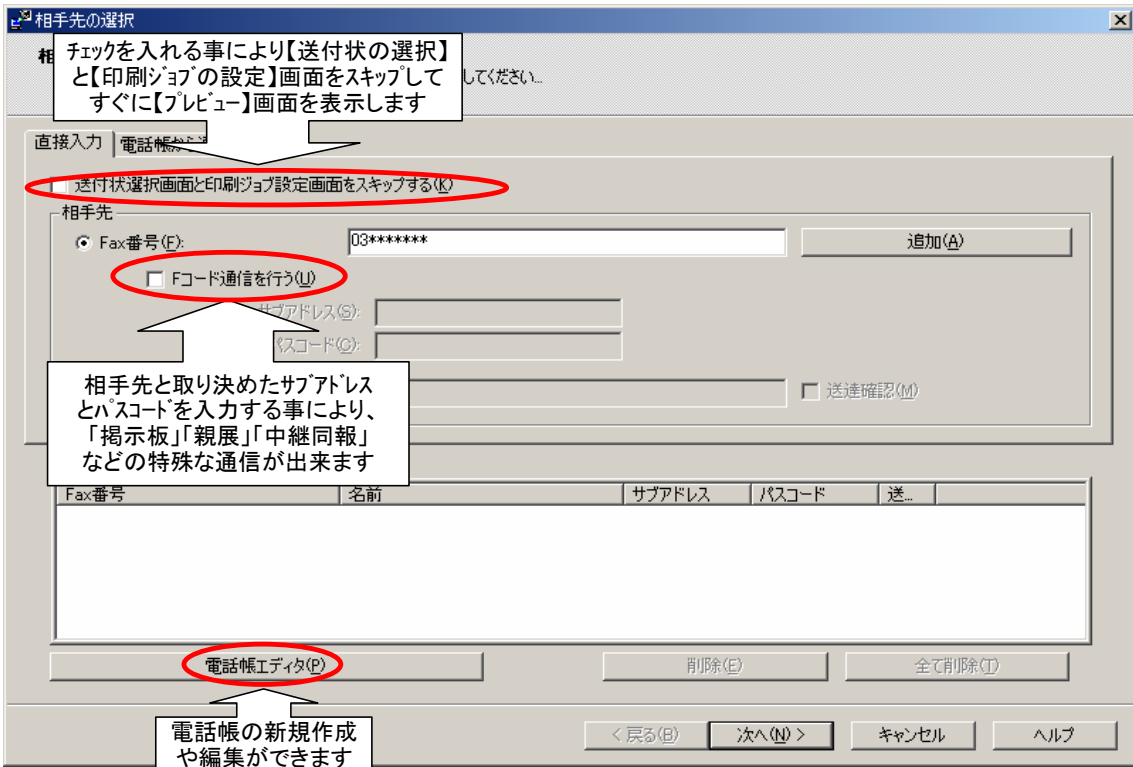 相手先の選択
チェックを入れる事により【送付状の選択】
と【印刷ｼﾞｮﾌﾞの設定】画面をｽｷｯﾌﾟして
すぐに【ﾌﾟﾚﾋﾞｭｰ】画面を表示します
してください...
直接入力
電話帳から
送付状選択画面と印刷ジョブ設定画面をスキップする(K)
相手先
Fax番号(F):
03*******
追加(A)
Fコード通信を行う(U)
サブアドレス(S):
パスコード(C):
相手先と取り決めたｻﾌﾞｱﾄﾞﾚｽ
とﾊﾟｽｺｰﾄﾞを入力する事により、
「掲示板」「親展」「中継同報」
などの特殊な通信が出来ます
送達確認(M)
Fax番号 名前 サブアドレス パスコード 送...
電話帳エディタ(P)
削除(E)
全て削除(T)
電話帳の新規作成
や編集ができます
< 戻る(B) 次へ(N) > キャンセル ヘルプ